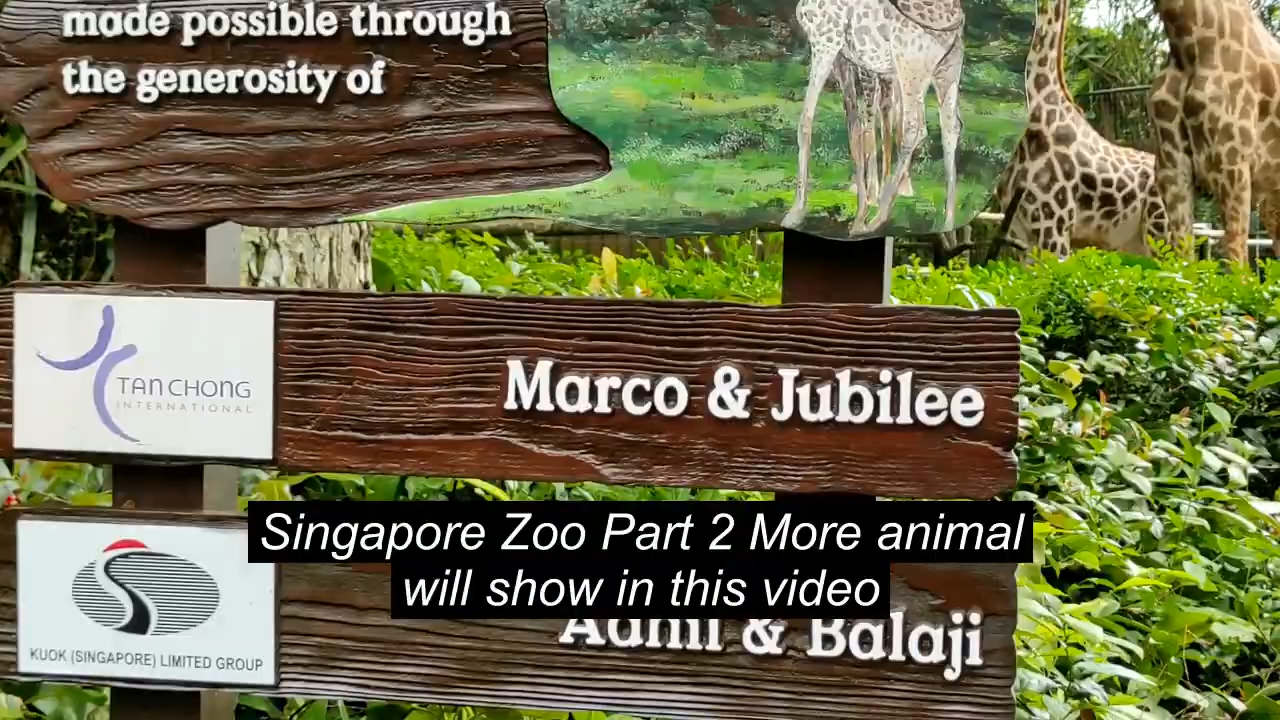 made possible through
the generosity of
TAN CHONG
INTERNATIONAL
Marco & Jubilee
Singapore Zoo Part 2 More animal
will show in this video
& Balaji
KUOK (SINGAPORE) LIMITED GROUP